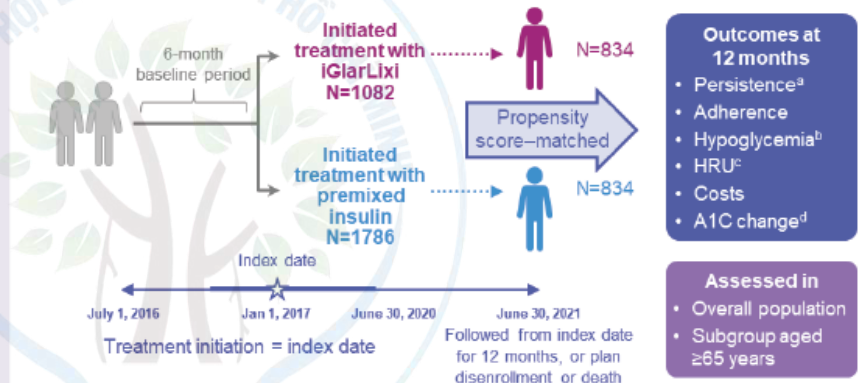 6-month
baseline period
Initiated
treatment with
iGlarLixi
N=1082
N=834
Propensity
score–matched
Initiated
treatment with
premixed
insulin
N=1786
N=834
Index date
July 1, 2016
Jan 1, 2017
June 30, 2020
June 30, 2021
Treatment initiation = index date
Followed from index date
for 12 months, or plan
disenrollment or death
Outcomes at
12 months
• Persistenceᵃ
• Adherence
• Hypoglycemiaᵇ
• HRUᶜ
• Costs
• A1C changeᵈ
Assessed in
• Overall population
• Subgroup aged
≥65 years